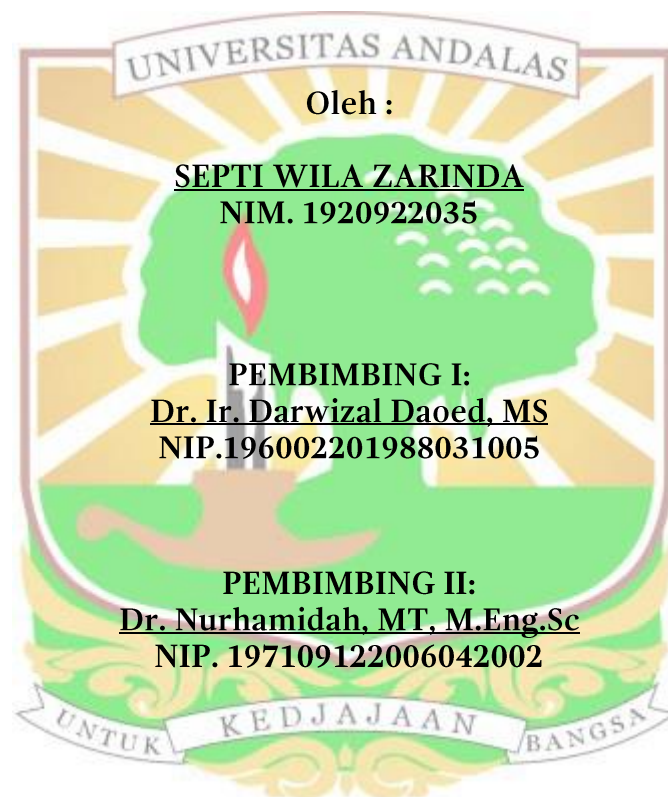 UNIVERSITAS ANDALAS
Oleh :
SEPTI WILA ZARINDA
NIM. 1920922035
PEMBIMBING I:
Dr. Ir. Darwizal Daoed, MS
NIP.196002201988031005
PEMBIMBING II:
Dr. Nurhamidah, MT, M.Eng.Sc
NIP. 197109122006042002
UNTUK KEDJAJAAN BANGSA